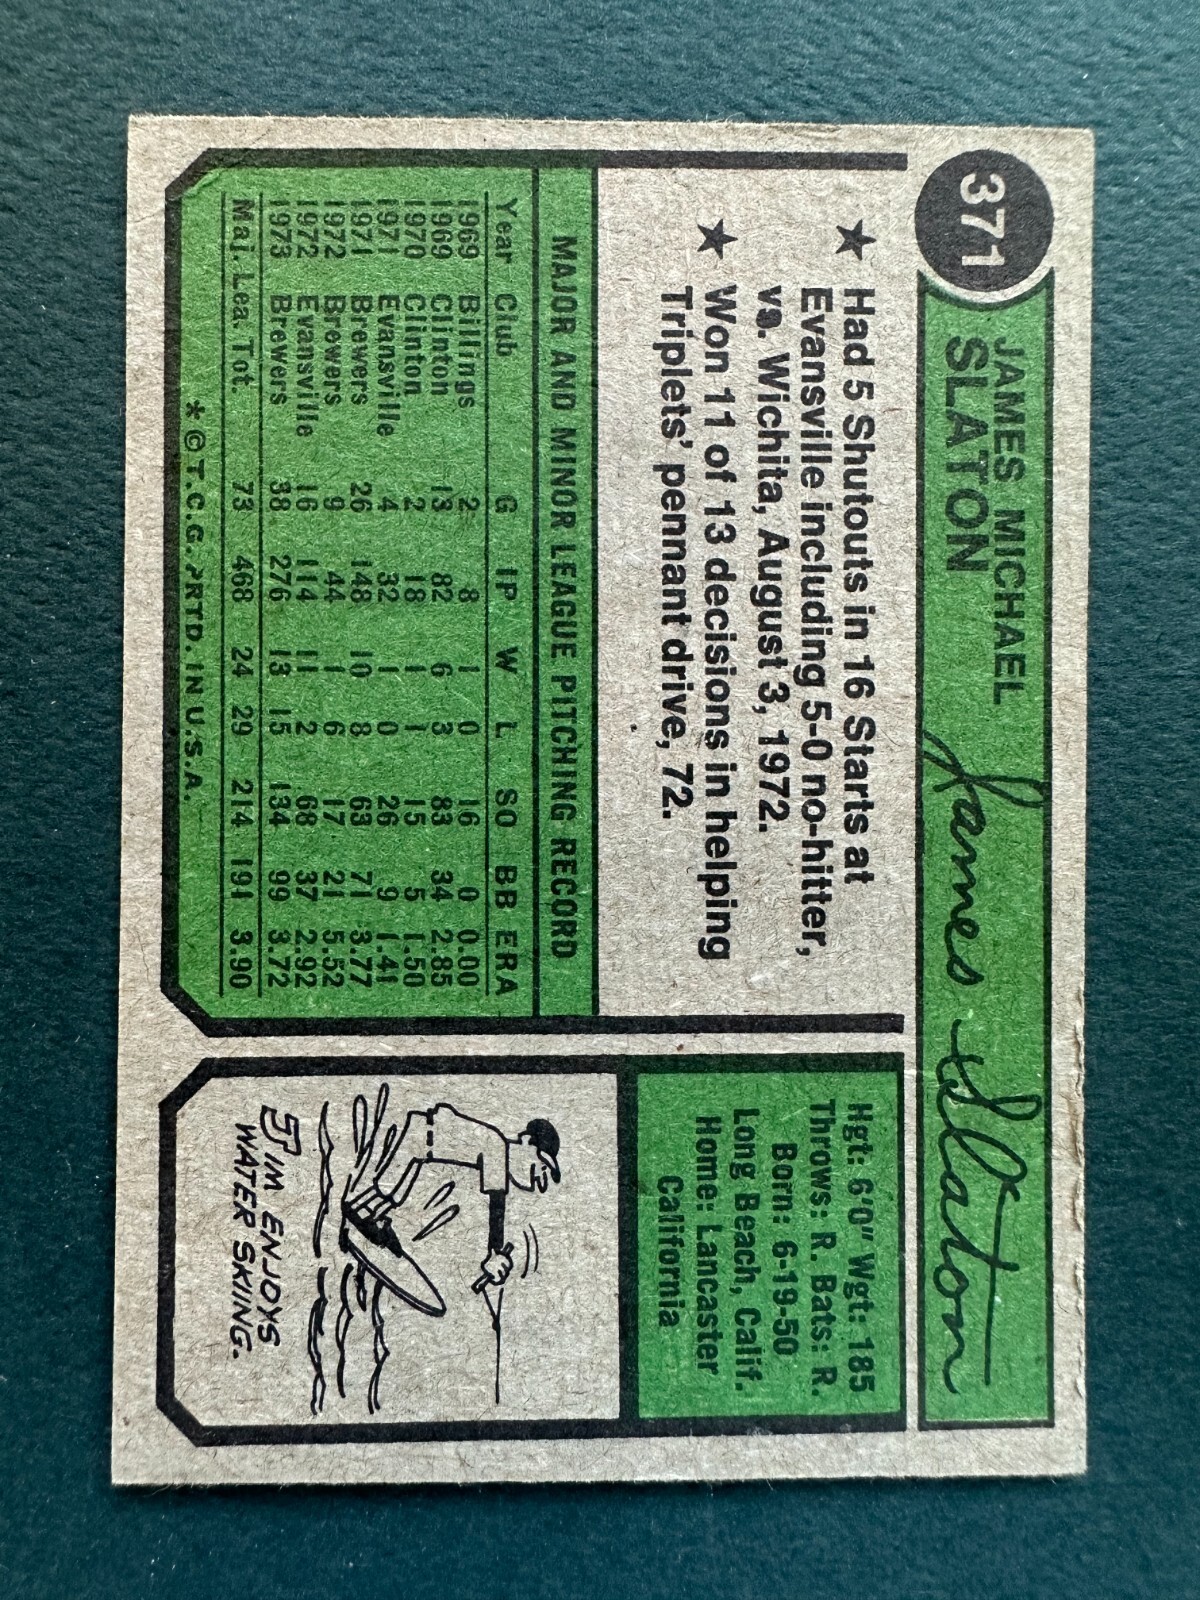 371
JAMES MICHAEL
SLATON
James Slaton
★ Had 5 Shutouts in 16 Starts at
Evansville including 5-0 no-hitter,
vs. Wichita, August 3, 1972.
★ Won 11 of 13 decisions in helping
Triplets' pennant drive, 72.
MAJOR AND MINOR LEAGUE PITCHING RECORD
Year Club G IP W L SO BB ERA
1969 Billings 2 8 1 0 16 0 0.00
1969 Clinton 13 82 6 3 83 34 2.85
1970 Clinton 2 18 1 1 15 5 1.50
1971 Evansville 4 32 1 0 26 9 1.41
1971 Brewers 26 148 10 8 63 71 3.77
1972 Brewers 9 44 1 6 17 21 5.52
1972 Evansville 16 114 11 2 68 37 2.92
1973 Brewers 38 276 13 15 134 99 3.72
Maj. Lea. Tot. 73 468 24 29 214 191 3.90
* © T.C.G. PRTD. IN U.S.A.
Hgt: 6'0" Wgt: 185
Throws: R. Bats: R.
Born: 6-19-50
Long Beach, Calif.
Home: Lancaster
California
JIM ENJOYS
WATER SKIING.